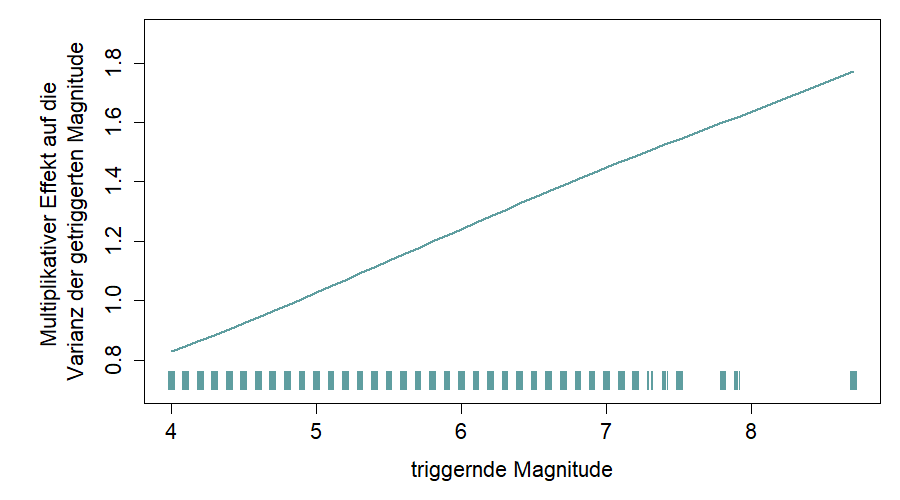 Multiplikativer Effekt auf die
Varianz der getriggerten Magnitude
1.8
1.6
1.4
1.2
1.0
0.8
4 5 6 7 8
triggernde Magnitude